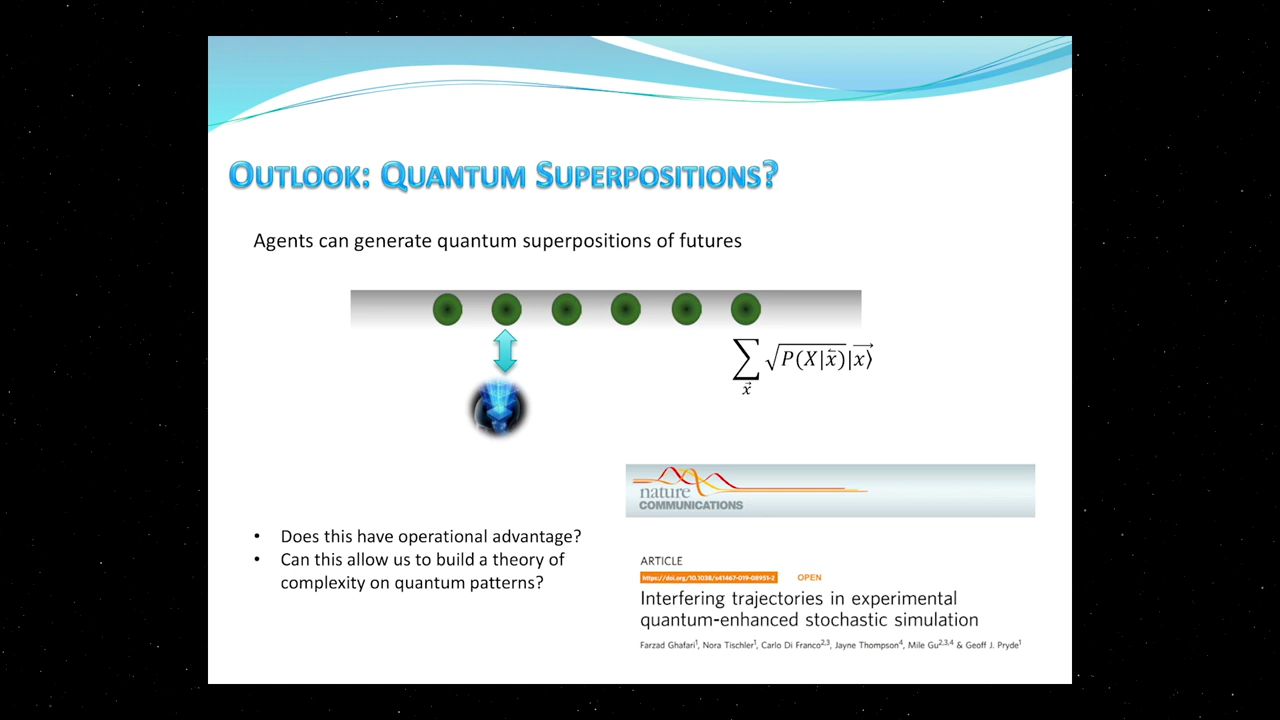 OUTLOOK: QUANTUM SUPERPOSITIONS?
Agents can generate quantum superpositions of futures
∑_{x⃗} √P(X|x⃖) |x⃗⟩
nature
COMMUNICATIONS
• Does this have operational advantage?
• Can this allow us to build a theory of
complexity on quantum patterns?
ARTICLE
https://doi.org/10.1038/s41467-019-08951-2 OPEN
Interfering trajectories in experimental
quantum-enhanced stochastic simulation
Farzad Ghafari¹, Nora Tischler¹, Carlo Di Franco²,³, Jayne Thompson⁴, Mile Gu²,³,⁴ & Geoff J. Pryde¹